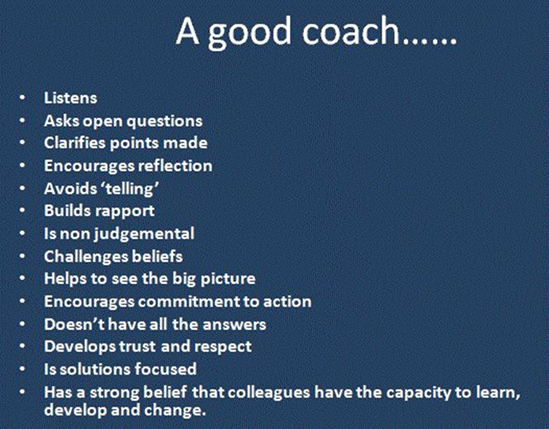 A good coach……
• Listens
• Asks open questions
• Clarifies points made
• Encourages reflection
• Avoids ‘telling’
• Builds rapport
• Is non judgemental
• Challenges beliefs
• Helps to see the big picture
• Encourages commitment to action
• Doesn’t have all the answers
• Develops trust and respect
• Is solutions focused
• Has a strong belief that colleagues have the capacity to learn,
develop and change.